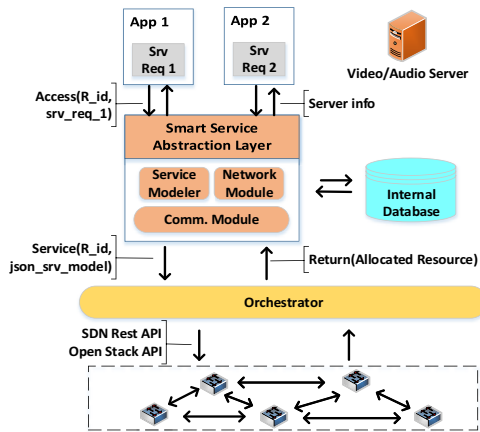 App 1
App 2
Srv
Req 1
Srv
Req 2
Video/Audio Server
Access(R_id,
srv_req_1)
Server info
Smart Service
Abstraction Layer
Service
Modeler
Network
Module
Comm. Module
Internal
Database
Service(R_id,
json_srv_model)
Return(Allocated Resource)
Orchestrator
SDN Rest API
Open Stack API